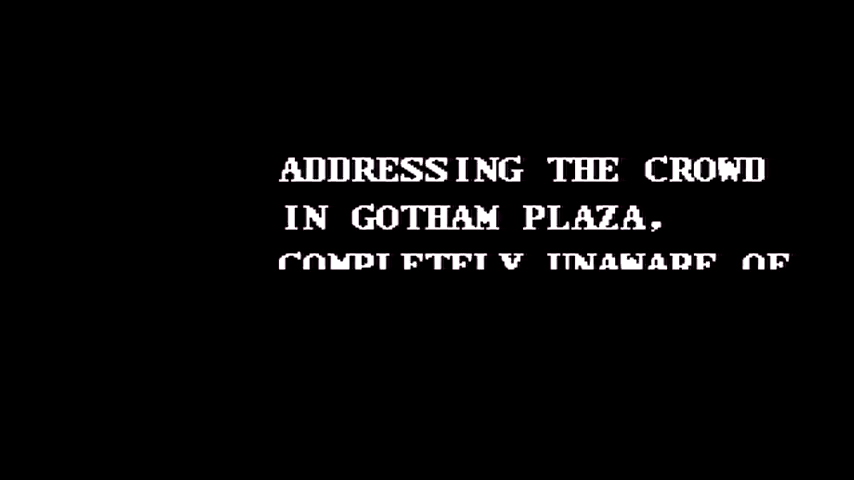 ADDRESSING THE CROWD
IN GOTHAM PLAZA,
COMPLETELY UNAWARE OF